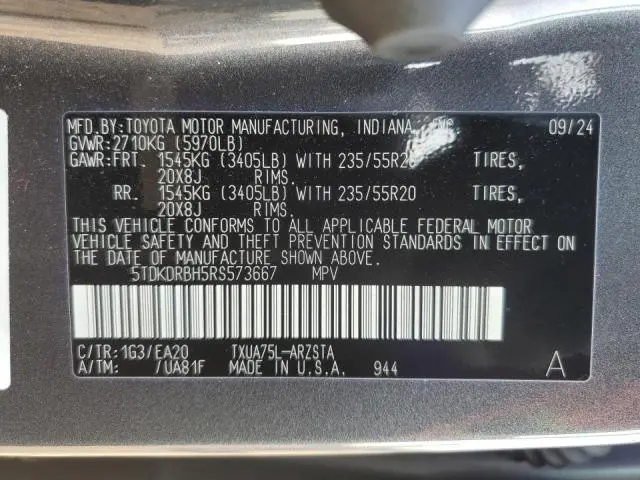 MFD.BY:TOYOTA MOTOR MANUFACTURING, INDIANA, INC. 09/24
GVWR:2710KG (5970LB)
GAWR:FRT. 1545KG (3405LB) WITH 235/55R20 TIRES,
20X8J RIMS.
RR. 1545KG (3405LB) WITH 235/55R20 TIRES,
20X8J RIMS.
THIS VEHICLE CONFORMS TO ALL APPLICABLE FEDERAL MOTOR
VEHICLE SAFETY AND THEFT PREVENTION STANDARDS IN EFFECT ON
THE DATE OF MANUFACTURE SHOWN ABOVE.
5TDKDRBH5RS573667 MPV
C/TR:1G3/EA20 TXUA75L-ARZSTA
A/TM: /UA81F MADE IN U.S.A. 944 A